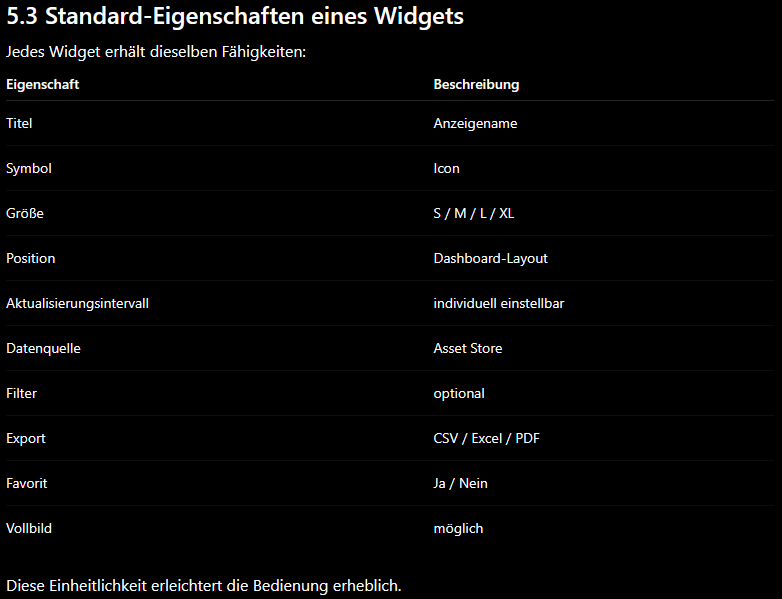 5.3 Standard-Eigenschaften eines Widgets
Jedes Widget erhält dieselben Fähigkeiten:
Eigenschaft Beschreibung
Titel Anzeigename
Symbol Icon
Größe S / M / L / XL
Position Dashboard-Layout
Aktualisierungsintervall individuell einstellbar
Datenquelle Asset Store
Filter optional
Export CSV / Excel / PDF
Favorit Ja / Nein
Vollbild möglich
Diese Einheitlichkeit erleichtert die Bedienung erheblich.